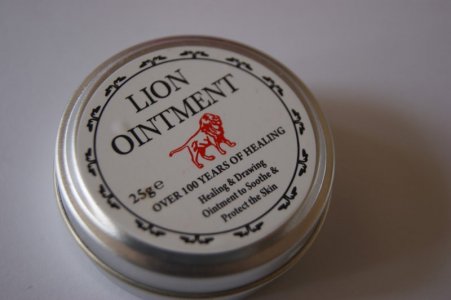 LION
OINTMENT
25g℮
OVER 100 YEARS OF HEALING
Healing & Drawing
Ointment to Soothe &
Protect the Skin